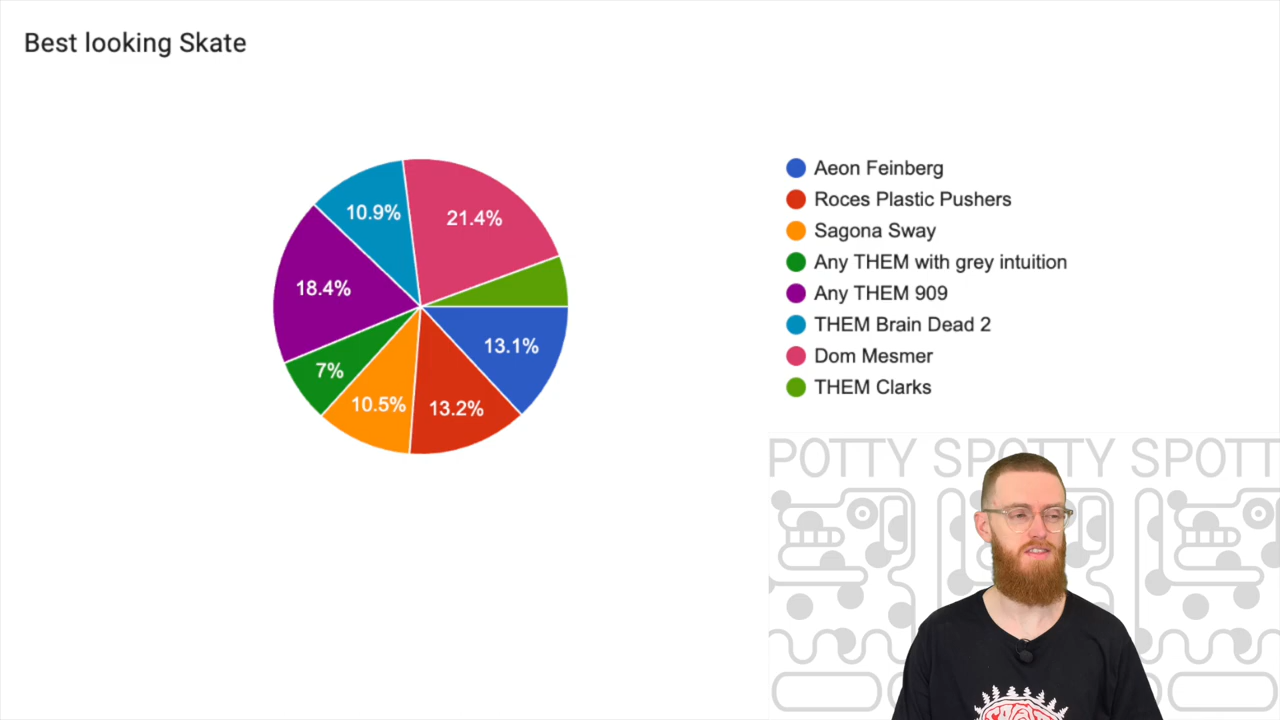 Best looking Skate
10.9%
21.4%
18.4%
13.1%
7%
10.5%
13.2%
Aeon Feinberg
Roces Plastic Pushers
Sagona Sway
Any THEM with grey intuition
Any THEM 909
THEM Brain Dead 2
Dom Mesmer
THEM Clarks
POTTY SPOTTY SPOTT